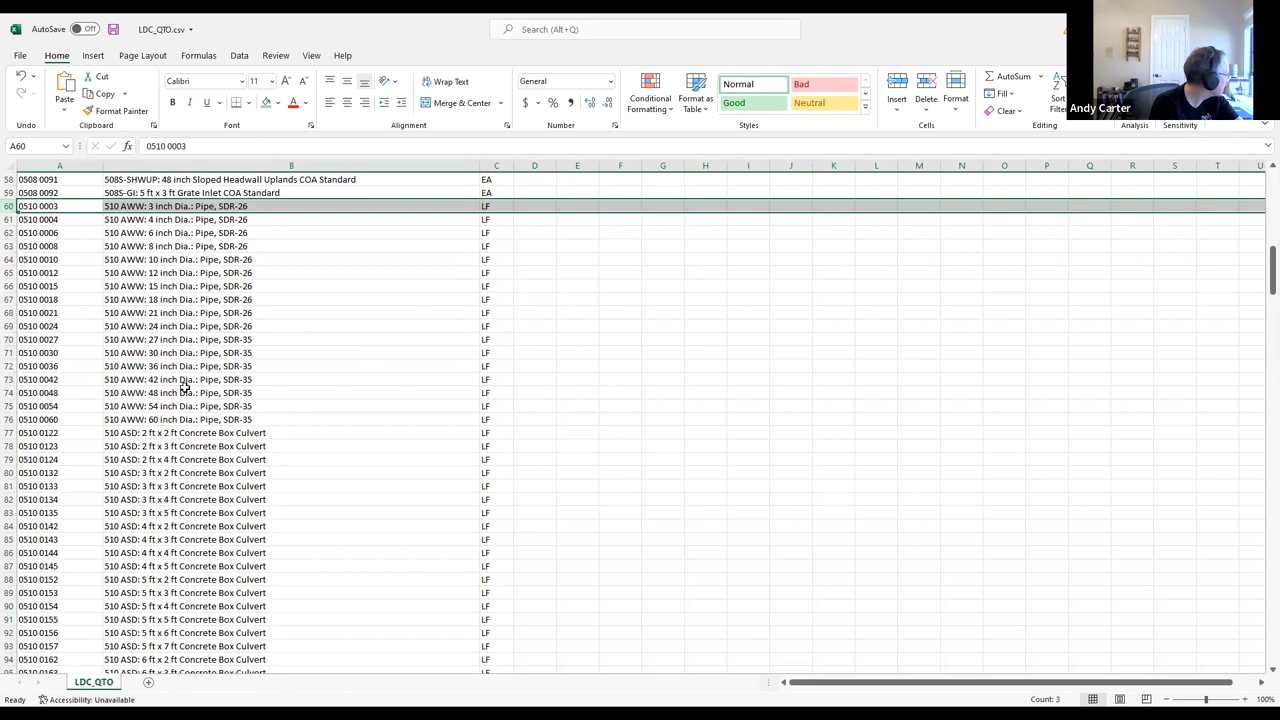 AutoSave Off LDC_QTO.csv Search (Alt+Q)
File Home Insert Page Layout Formulas Data Review View Help
Paste Cut Copy Format Painter
Calibri 11
B I U A
Wrap Text
Merge & Center
General
$ % 9
Conditional Formatting Format as Table
Normal Bad
Good Neutral
Insert Delete Format
AutoSum
Fill
Clear
Andy Carter
Undo Clipboard Font Alignment Number Styles Cells Editing Analysis Sensitivity
A60 fx 0510 0003
A B C D E F G H I J K L M N O P Q R S T U
58 0508 0091 508S-SHWUP: 48 inch Sloped Headwall Uplands COA Standard EA
59 0508 0092 508S-GI: 5 ft x 3 ft Grate Inlet COA Standard EA
60 0510 0003 510 AWW: 3 inch Dia.: Pipe, SDR-26 LF
61 0510 0004 510 AWW: 4 inch Dia.: Pipe, SDR-26 LF
62 0510 0006 510 AWW: 6 inch Dia.: Pipe, SDR-26 LF
63 0510 0008 510 AWW: 8 inch Dia.: Pipe, SDR-26 LF
64 0510 0010 510 AWW: 10 inch Dia.: Pipe, SDR-26 LF
65 0510 0012 510 AWW: 12 inch Dia.: Pipe, SDR-26 LF
66 0510 0015 510 AWW: 15 inch Dia.: Pipe, SDR-26 LF
67 0510 0018 510 AWW: 18 inch Dia.: Pipe, SDR-26 LF
68 0510 0021 510 AWW: 21 inch Dia.: Pipe, SDR-26 LF
69 0510 0024 510 AWW: 24 inch Dia.: Pipe, SDR-26 LF
70 0510 0027 510 AWW: 27 inch Dia.: Pipe, SDR-35 LF
71 0510 0030 510 AWW: 30 inch Dia.: Pipe, SDR-35 LF
72 0510 0036 510 AWW: 36 inch Dia.: Pipe, SDR-35 LF
73 0510 0042 510 AWW: 42 inch Dia.: Pipe, SDR-35 LF
74 0510 0048 510 AWW: 48 inch Dia.: Pipe, SDR-35 LF
75 0510 0054 510 AWW: 54 inch Dia.: Pipe, SDR-35 LF
76 0510 0060 510 AWW: 60 inch Dia.: Pipe, SDR-35 LF
77 0510 0122 510 ASD: 2 ft x 2 ft Concrete Box Culvert LF
78 0510 0123 510 ASD: 2 ft x 3 ft Concrete Box Culvert LF
79 0510 0124 510 ASD: 2 ft x 4 ft Concrete Box Culvert LF
80 0510 0132 510 ASD: 3 ft x 2 ft Concrete Box Culvert LF
81 0510 0133 510 ASD: 3 ft x 3 ft Concrete Box Culvert LF
82 0510 0134 510 ASD: 3 ft x 4 ft Concrete Box Culvert LF
83 0510 0135 510 ASD: 3 ft x 5 ft Concrete Box Culvert LF
84 0510 0142 510 ASD: 4 ft x 2 ft Concrete Box Culvert LF
85 0510 0143 510 ASD: 4 ft x 3 ft Concrete Box Culvert LF
86 0510 0144 510 ASD: 4 ft x 4 ft Concrete Box Culvert LF
87 0510 0145 510 ASD: 4 ft x 5 ft Concrete Box Culvert LF
88 0510 0152 510 ASD: 5 ft x 2 ft Concrete Box Culvert LF
89 0510 0153 510 ASD: 5 ft x 3 ft Concrete Box Culvert LF
90 0510 0154 510 ASD: 5 ft x 4 ft Concrete Box Culvert LF
91 0510 0155 510 ASD: 5 ft x 5 ft Concrete Box Culvert LF
92 0510 0156 510 ASD: 5 ft x 6 ft Concrete Box Culvert LF
93 0510 0157 510 ASD: 5 ft x 7 ft Concrete Box Culvert LF
94 0510 0162 510 ASD: 6 ft x 2 ft Concrete Box Culvert LF
95 0510 0163 510 ASD: 6 ft x 3 ft Concrete Box Culvert LF
LDC_QTO
Ready Accessibility: Unavailable Count: 3 100%